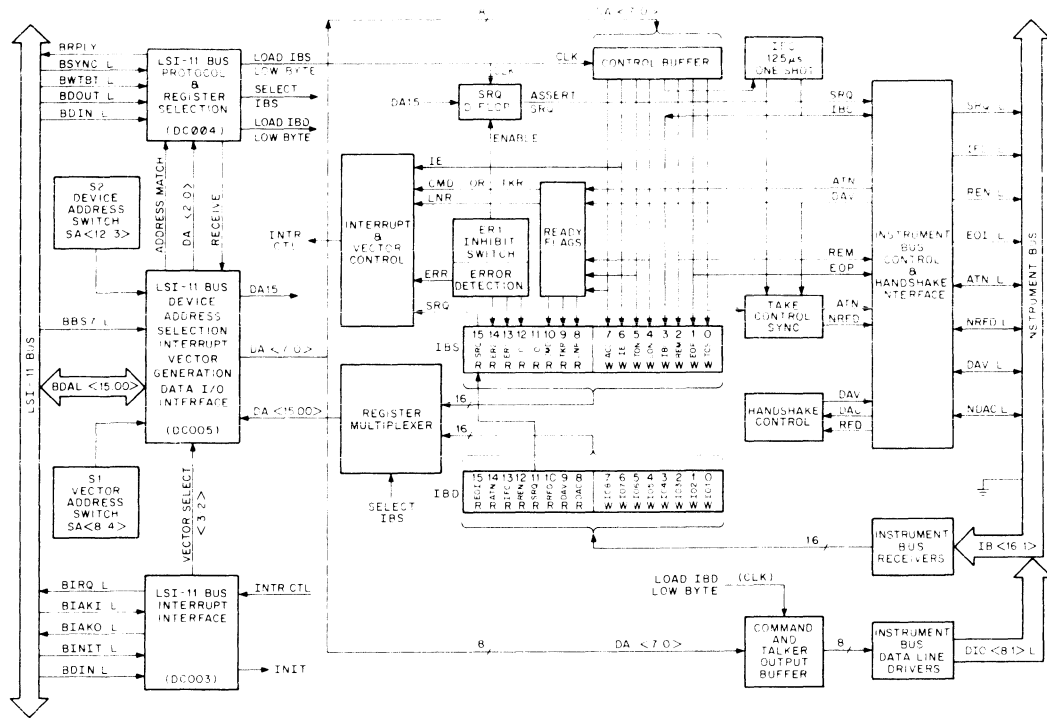 8
DA <7:0>
BRPLY
BSYNC L
BWTBT L
BDOUT L
BDIN L
LSI-11 BUS
PROTOCOL
&
REGISTER
SELECTION
(DC004)
LOAD IBS
LOW BYTE
SELECT
IBS
LOAD IBD
LOW BYTE
CLK
CLK
CONTROL BUFFER
125µs
ONE SHOT
DA15
SRQ
ASSERT
SRQ
ENABLE
SRQ
SRQ L
REN L
EOI L
ATN L
NRFD L
DAV L
NDAC L
ATN
DAV
REM
EOP
INSTRUMENT
BUS
CONTROL
&
HANDSHAKE
INTERFACE
INSTRUMENT BUS
S2
DEVICE
ADDRESS
SWITCH
SA<12:3>
ADDRESS MATCH
DA <2:0>
RECEIVE
IE
CMD OR TKR
LNR
INTERRUPT
&
VECTOR
CONTROL
INTR
CTL
ERR
SRQ
ER1
INHIBIT
SWITCH
ERROR
DETECTION
READY
FLAGS
TAKE
CONTROL
SYNC
ATN
NRFD
LSI-11 BUS
BBS7 L
BDAL <15:00>
LSI-11 BUS
DEVICE
ADDRESS
SELECTION
INTERRUPT
VECTOR
GENERATION
DATA I/O
INTERFACE
(DC005)
DA15
DA <7:0>
DA <15:00>
IBS
15 14 13 12 11 10 9 8 7 6 5 4 3 2 1 0
R R R R R R R R W W W W W W W W
REGISTER
MULTIPLEXER
16
16
SELECT
IBS
HANDSHAKE
CONTROL
DAV
DAC
RFD
S1
VECTOR
ADDRESS
SWITCH
SA<8:4>
VECTOR SELECT
<3:2>
IBD
15 14 13 12 11 10 9 8 7 6 5 4 3 2 1 0
R R R R R R R R W W W W W W W W
16
16
INSTRUMENT
BUS
RECEIVERS
IB <16:1>
BIRQ L
BIAKI L
BIAKO L
BINIT L
BDIN L
LSI-11 BUS
INTERRUPT
INTERFACE
(DC003)
INTR CTL
INIT
LOAD IBD (CLK)
LOW BYTE
8
DA <7:0>
COMMAND
AND
TALKER
OUTPUT
BUFFER
8
INSTRUMENT
BUS
DATA LINE
DRIVERS
DIO <8:1> L